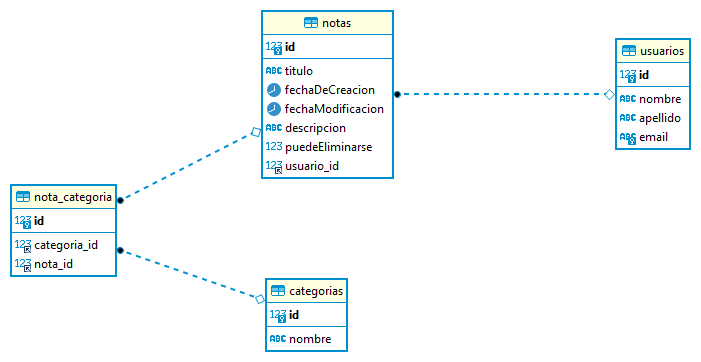 notas
123 id
ABC titulo
fechaDeCreacion
fechaModificacion
ABC descripcion
123 puedeEliminarse
123 usuario_id
usuarios
123 id
ABC nombre
ABC apellido
ABC email
nota_categoria
123 id
123 categoria_id
123 nota_id
categorias
123 id
ABC nombre